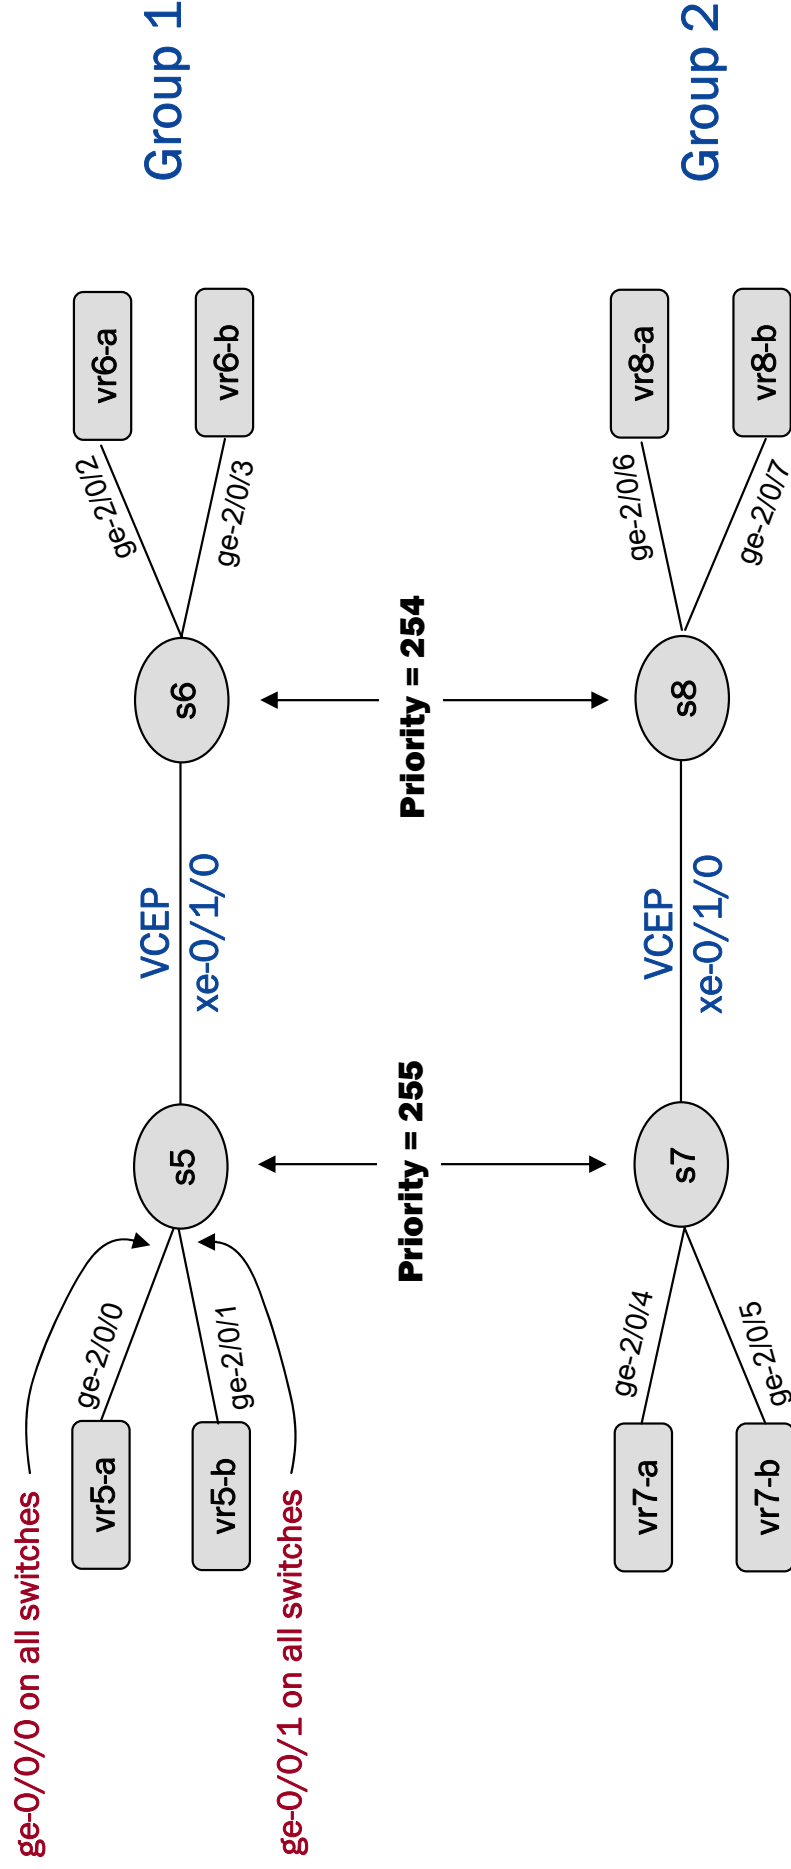 ge-0/0/0 on all switches
vr5-a
ge-2/0/0
s5
VCEP
xe-0/1/0
s6
ge-2/0/2
vr6-a
Group 1
vr5-b
ge-2/0/1
ge-2/0/3
vr6-b
ge-0/0/1 on all switches
Priority = 255
Priority = 254
vr7-a
ge-2/0/4
s7
VCEP
xe-0/1/0
s8
ge-2/0/6
vr8-a
Group 2
vr7-b
ge-2/0/5
ge-2/0/7
vr8-b